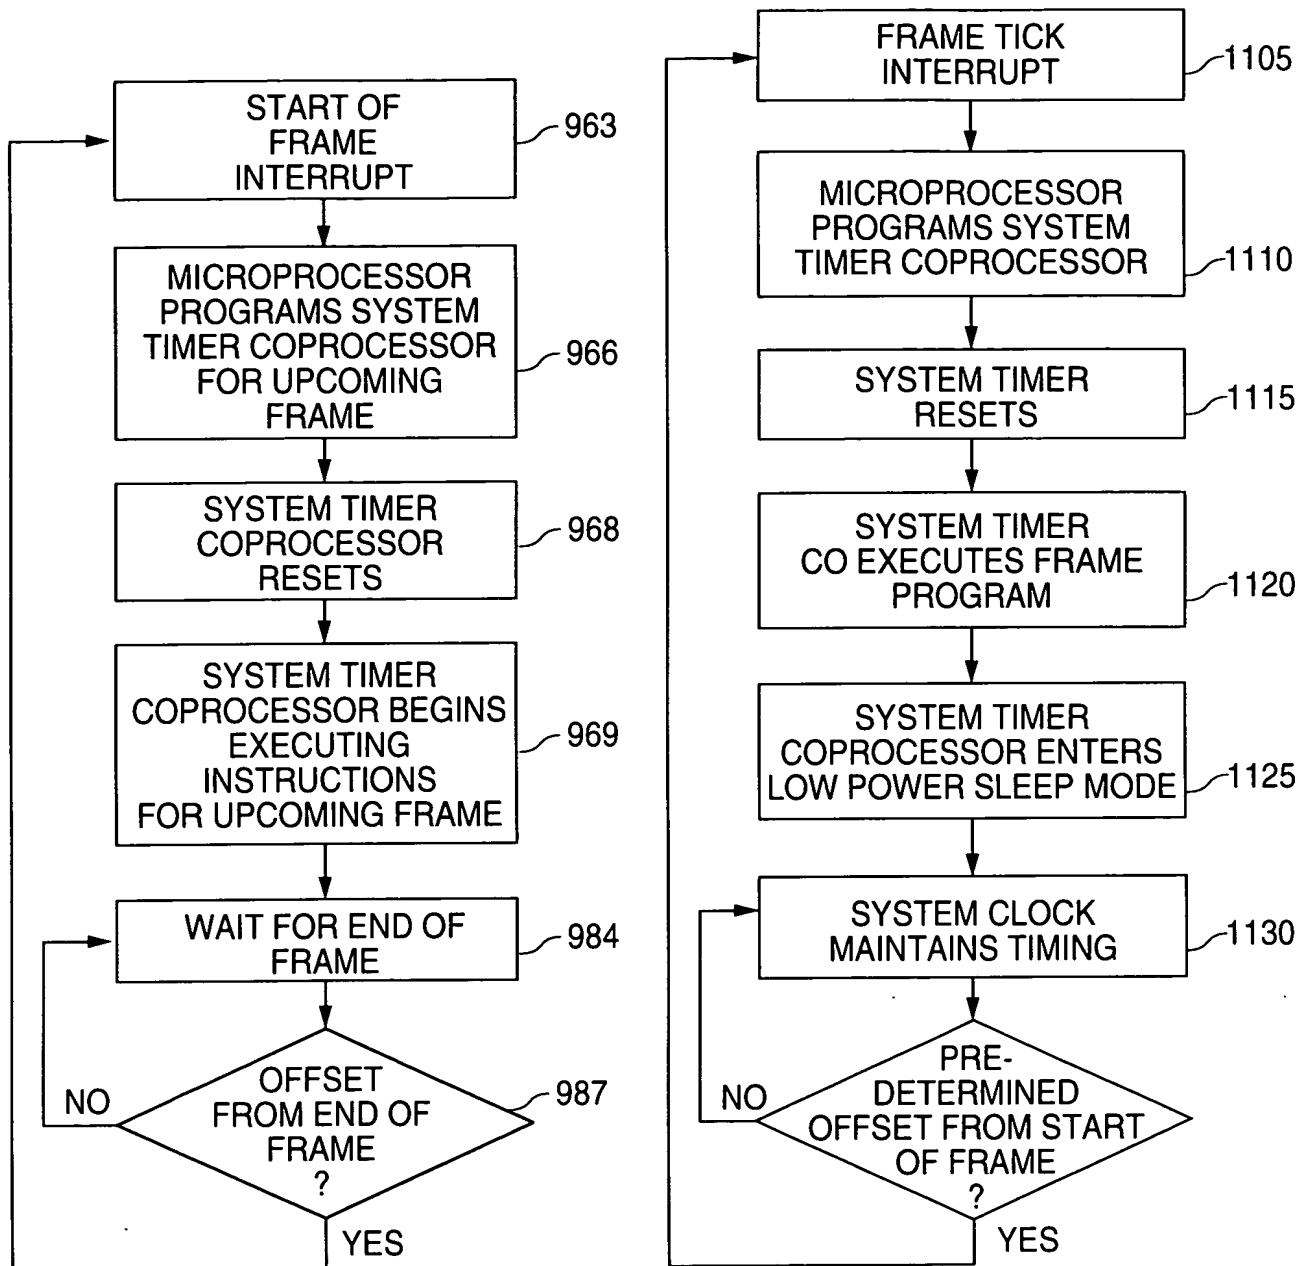 START OF
FRAME
INTERRUPT
963
MICROPROCESSOR
PROGRAMS SYSTEM
TIMER COPROCESSOR
FOR UPCOMING
FRAME
966
SYSTEM TIMER
COPROCESSOR
RESETS
968
SYSTEM TIMER
COPROCESSOR BEGINS
EXECUTING
INSTRUCTIONS
FOR UPCOMING FRAME
969
WAIT FOR END OF
FRAME
984
OFFSET
FROM END OF
FRAME
?
987
NO
YES
FRAME TICK
INTERRUPT
1105
MICROPROCESSOR
PROGRAMS SYSTEM
TIMER COPROCESSOR
1110
SYSTEM TIMER
RESETS
1115
SYSTEM TIMER
CO EXECUTES FRAME
PROGRAM
1120
SYSTEM TIMER
COPROCESSOR ENTERS
LOW POWER SLEEP MODE
1125
SYSTEM CLOCK
MAINTAINS TIMING
1130
PRE-
DETERMINED
OFFSET FROM START
OF FRAME
?
NO
YES